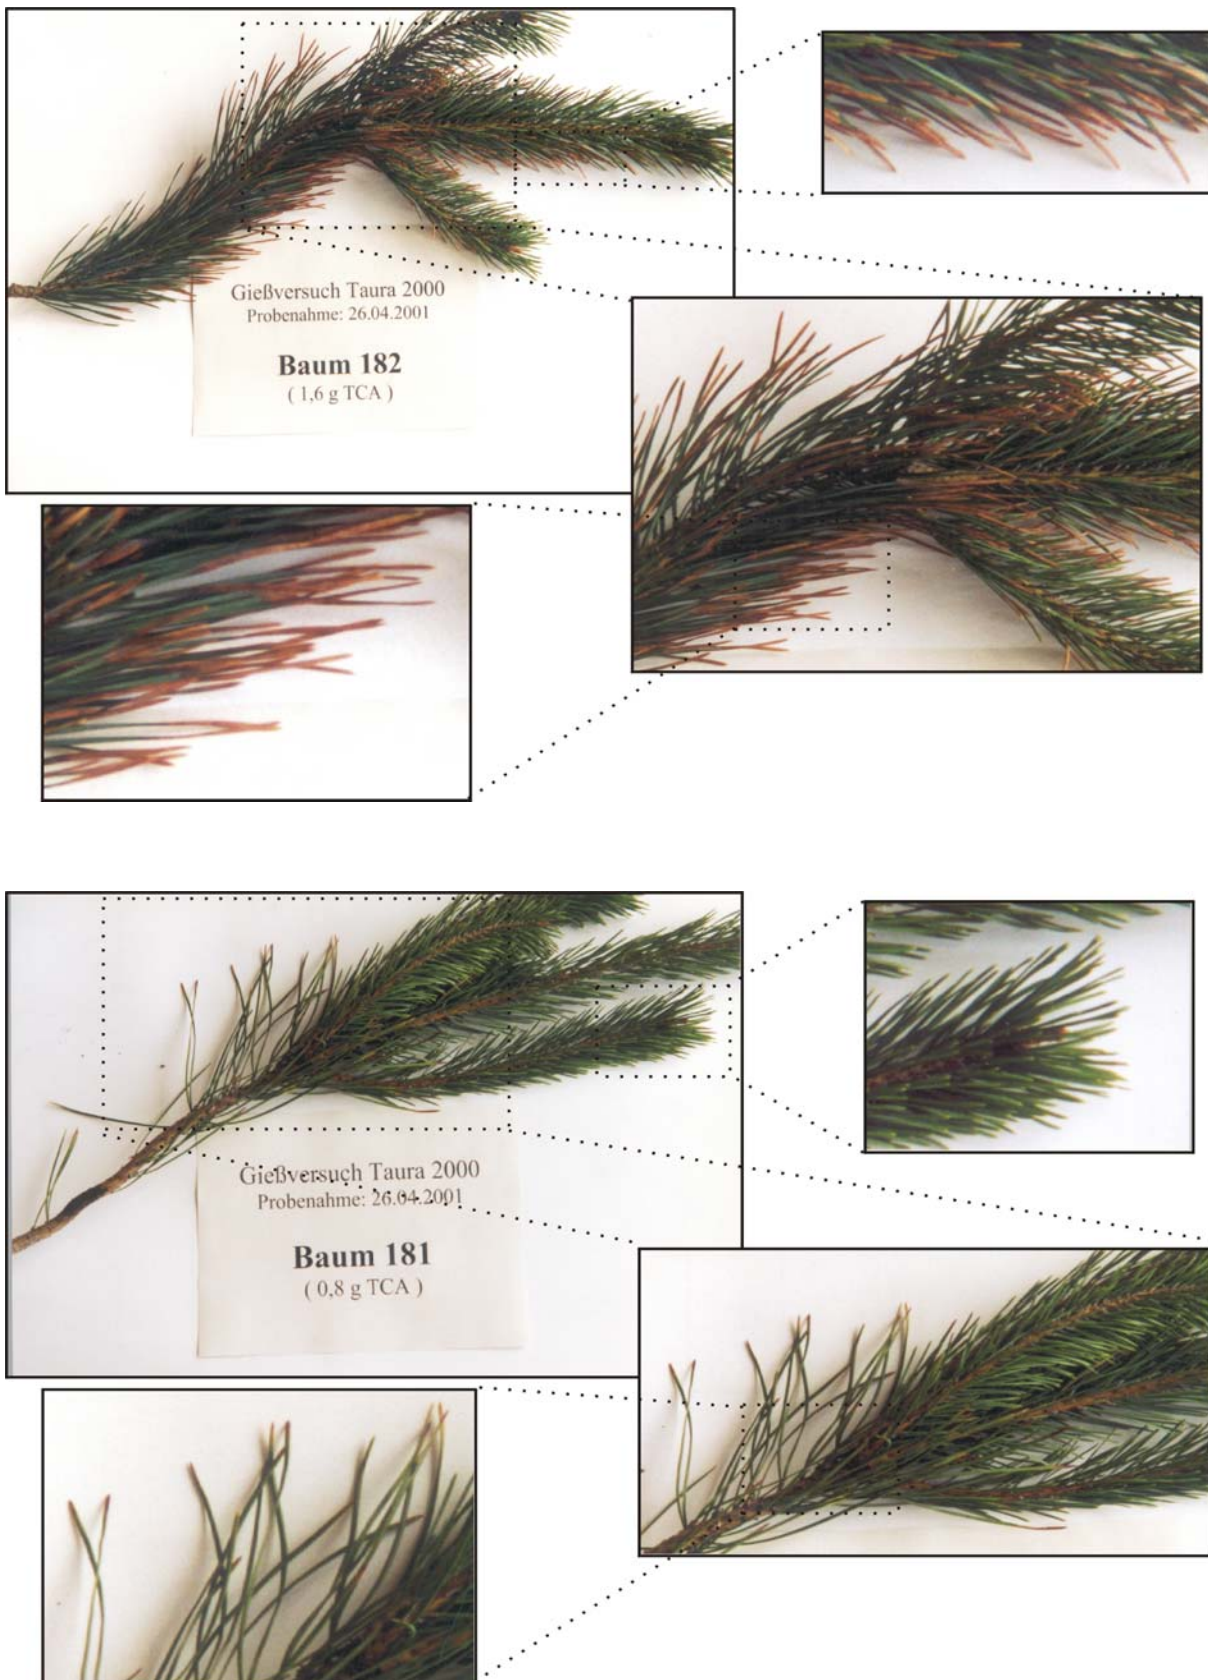 Gießversuch Taura 2000
Probenahme: 26.04.2001
Baum 182
( 1,6 g TCA )
Gießversuch Taura 2000
Probenahme: 26.04.2001
Baum 181
( 0,8 g TCA )